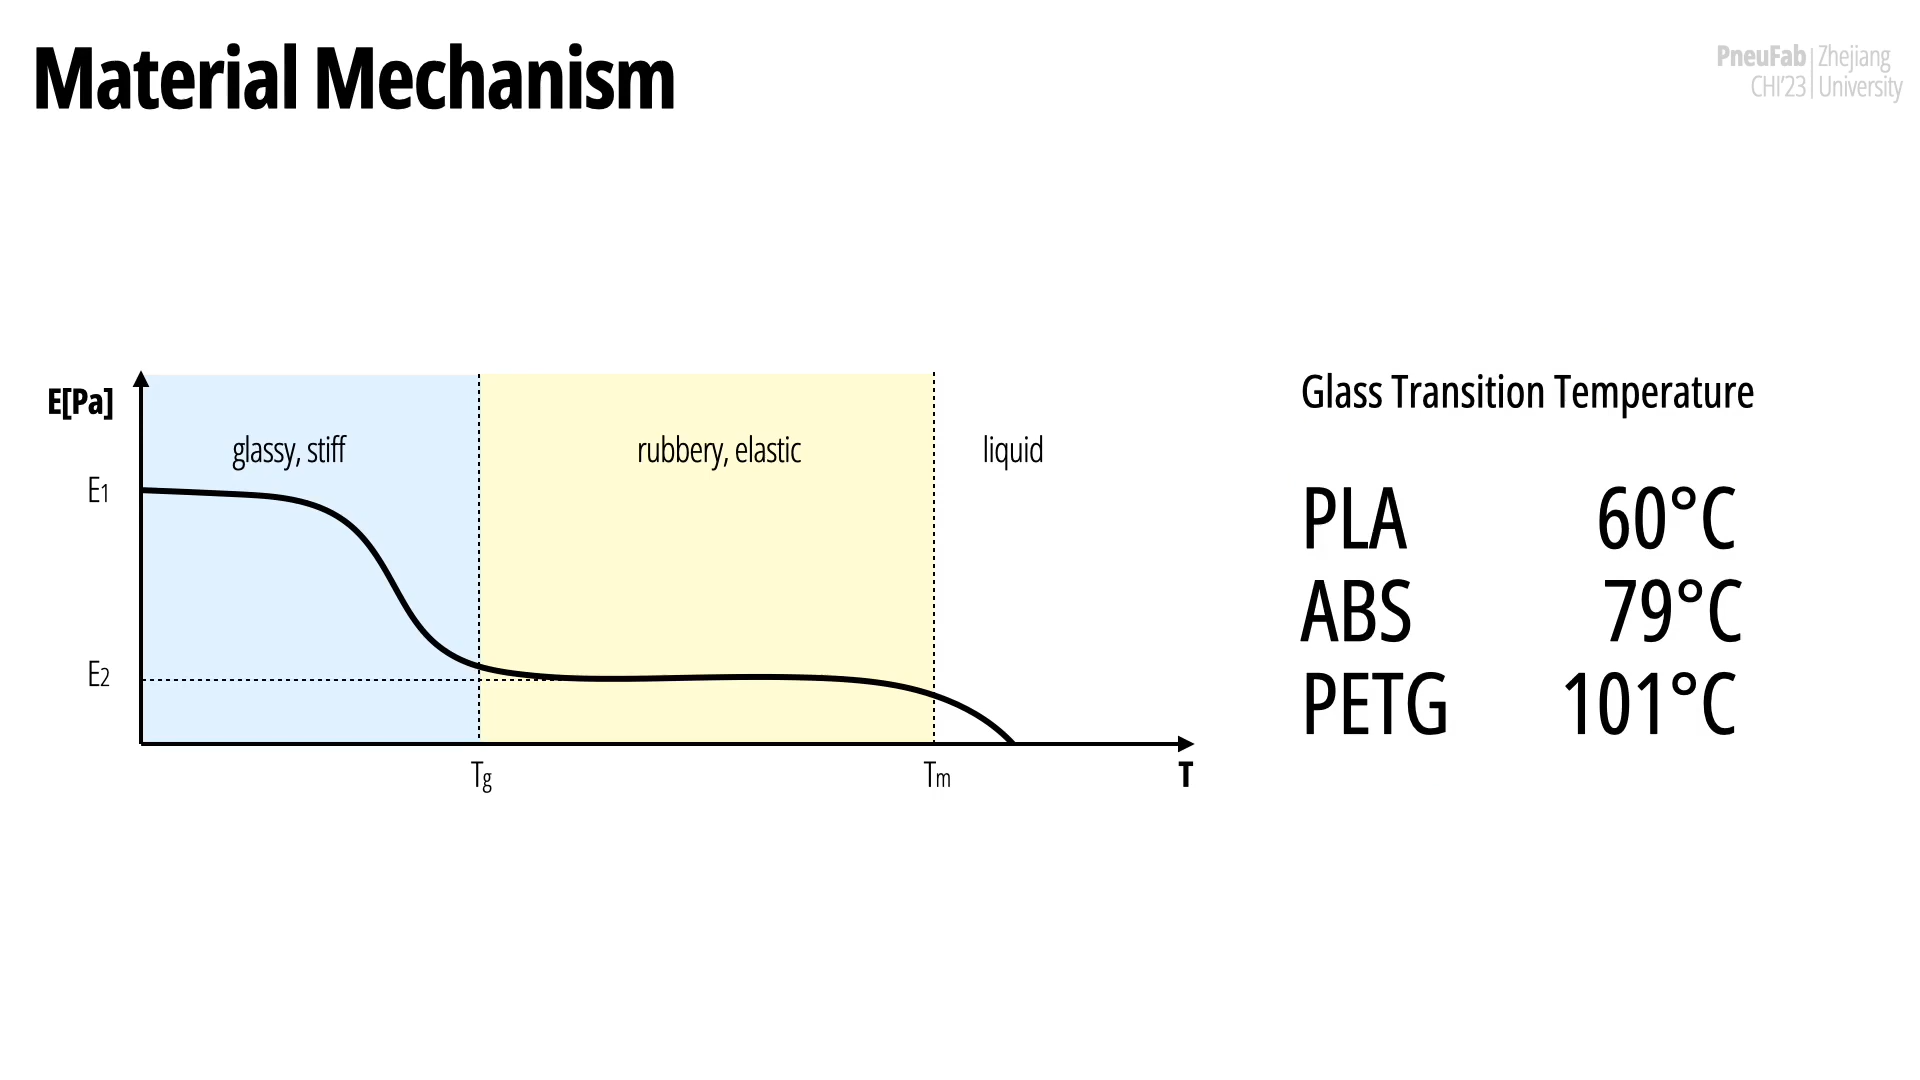 Material Mechanism
PneuFab Zhejiang
CHI'23 University
E[Pa]
glassy, stiff
rubbery, elastic
liquid
E1
E2
Tg
Tm
T
Glass Transition Temperature
PLA 60°C
ABS 79°C
PETG 101°C